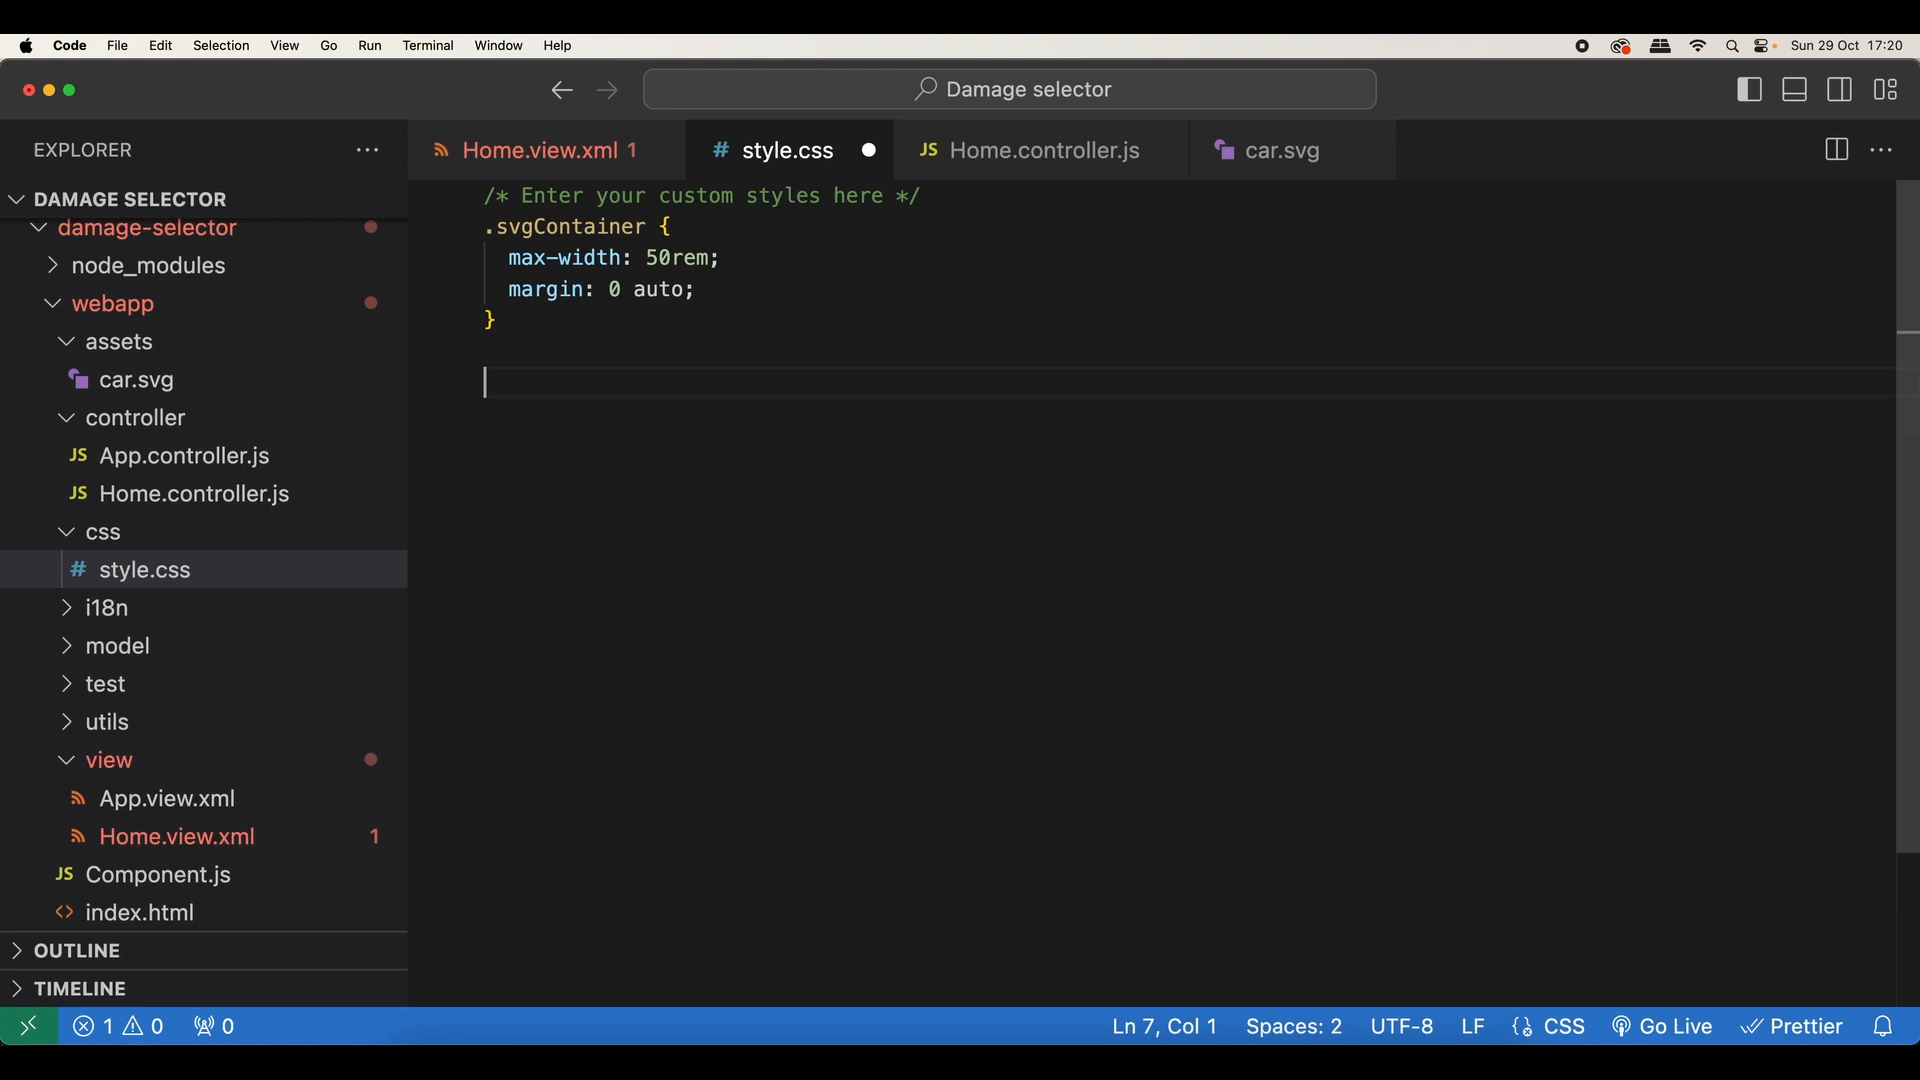 Code File Edit Selection View Go Run Terminal Window Help Sun 29 Oct 17:20
Damage selector
EXPLORER
Home.view.xml 1 # style.css JS Home.controller.js car.svg
DAMAGE SELECTOR
damage-selector
node_modules
webapp
assets
car.svg
controller
JS App.controller.js
JS Home.controller.js
css
# style.css
i18n
model
test
utils
view
App.view.xml
Home.view.xml 1
JS Component.js
<> index.html
OUTLINE
TIMELINE
/* Enter your custom styles here */
.svgContainer {
max-width: 50rem;
margin: 0 auto;
}
1 0 0 Ln 7, Col 1 Spaces: 2 UTF-8 LF CSS Go Live Prettier